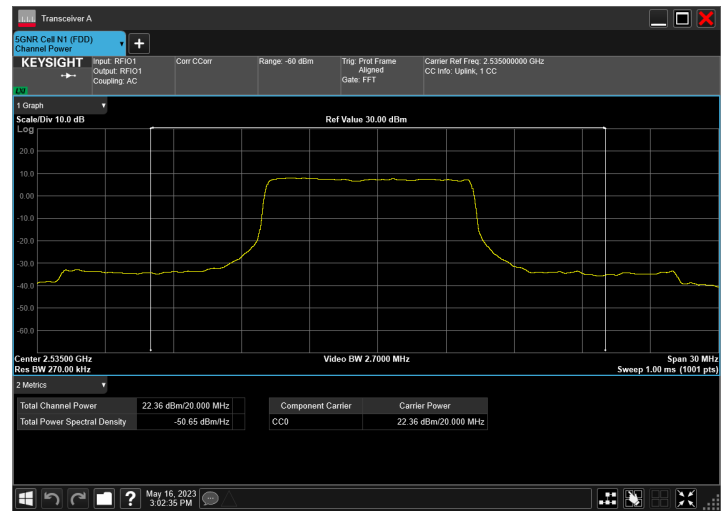 Transceiver A
5GNR Cell N1 (FDD)
Channel Power
KEYSIGHT
LXI
Input: RFIO1
Output: RFIO1
Coupling: AC
Corr CCorr
Range: -60 dBm
Trig: Prot Frame
Aligned
Gate: FFT
Carrier Ref Freq: 2.535000000 GHz
CC Info: Uplink, 1 CC
1 Graph
Scale/Div 10.0 dB
Ref Value 30.00 dBm
Log
20.0
10.0
0.00
-10.0
-20.0
-30.0
-40.0
-50.0
-60.0
Center 2.53500 GHz
Video BW 2.7000 MHz
Span 30 MHz
Res BW 270.00 kHz
Sweep 1.00 ms (1001 pts)
2 Metrics
Total Channel Power 22.36 dBm/20.000 MHz
Total Power Spectral Density -50.65 dBm/Hz
Component Carrier Carrier Power
CC0 22.36 dBm/20.000 MHz
May 16, 2023
3:02:35 PM